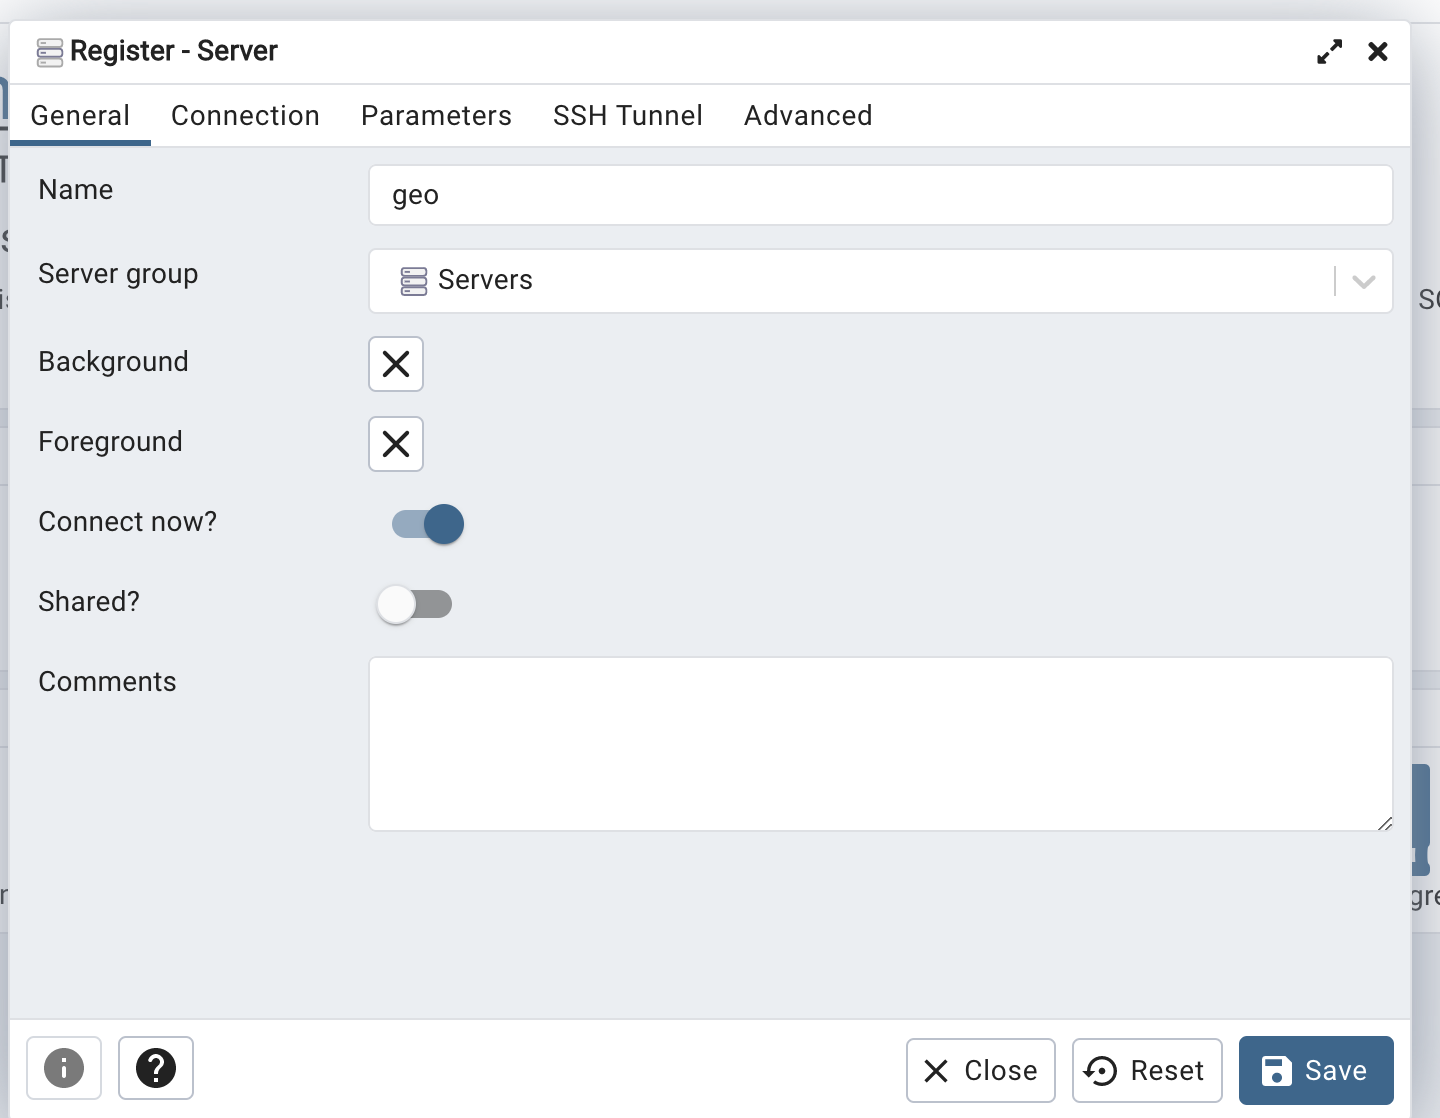 Register - Server
General Connection Parameters SSH Tunnel Advanced
Name geo
Server group Servers
Background
Foreground
Connect now?
Shared?
Comments
Close Reset Save